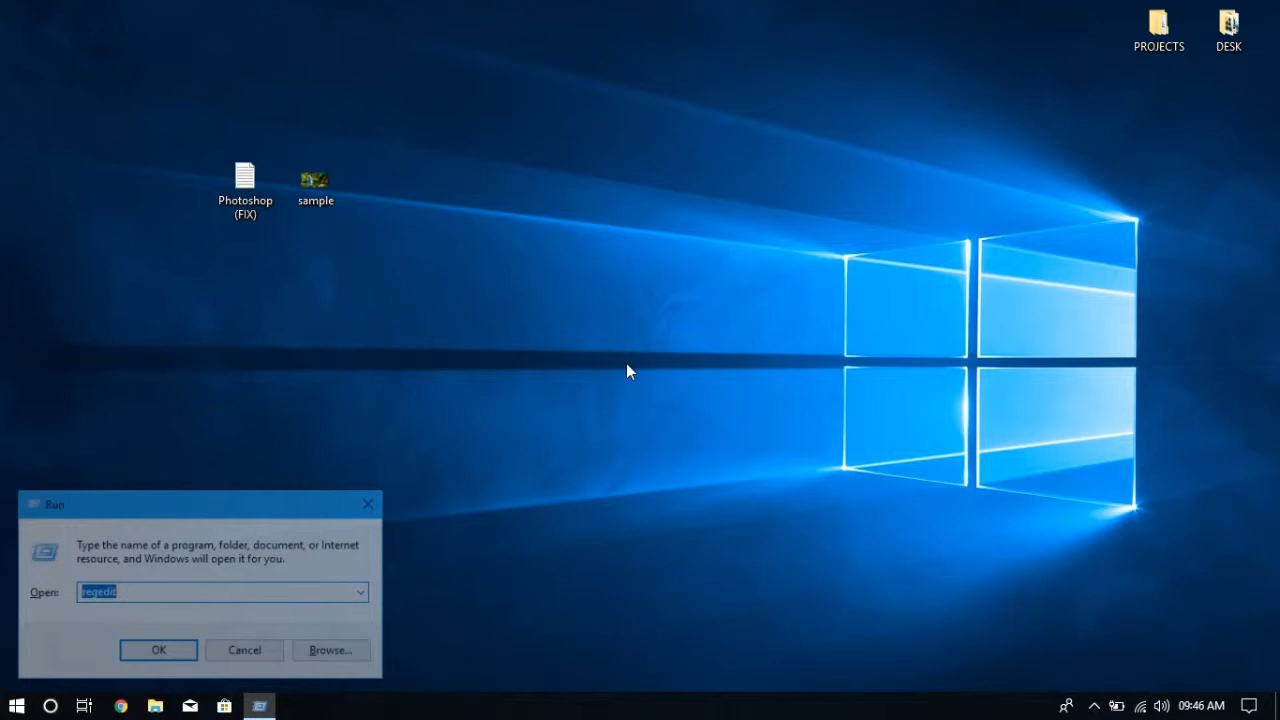 PROJECTS
DESK
Photoshop
(FIX)
sample
Run
Type the name of a program, folder, document, or Internet
resource, and Windows will open it for you.
Open:
regedit
OK
Cancel
Browse...
09:46 AM